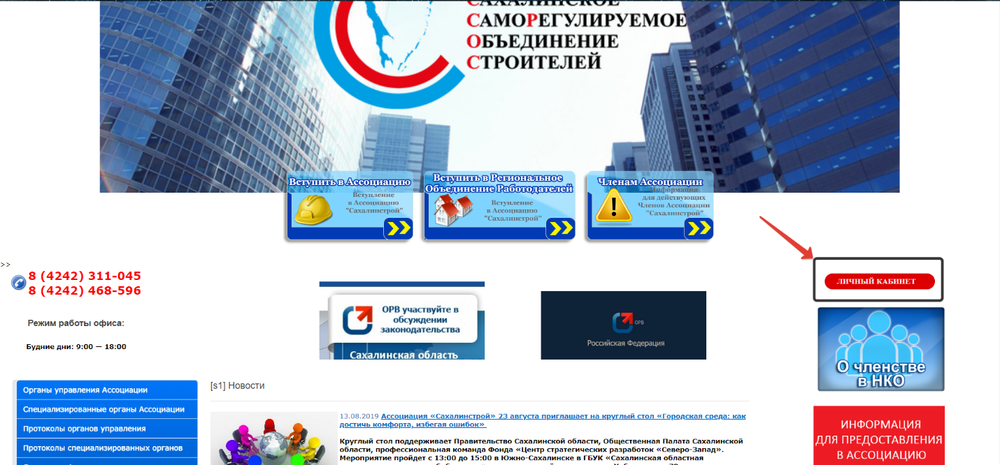 САХАЛИНСКОЕ
САМОРЕГУЛИРУЕМОЕ
ОБЪЕДИНЕНИЕ
СТРОИТЕЛЕЙ
Вступить в Ассоциацию
Вступление
в Ассоциацию
"Сахалинстрой"
Вступить в Региональное
Объединение Работодателей
Вступление
в Ассоциацию
"Сахалинстрой"
Членам Ассоциации
Информация
для действующих
Членов Ассоциации
"Сахалинстрой"
>>
8 (4242) 311-045
8 (4242) 468-596
Режим работы офиса:
Будние дни: 9:00 — 18:00
ОРВ участвуйте в
обсуждении
законодательства
Сахалинская область
ОРВ
Российская Федерация
ЛИЧНЫЙ КАБИНЕТ
О членстве
в НКО
ИНФОРМАЦИЯ
ДЛЯ ПРЕДОСТАВЛЕНИЯ
В АССОЦИАЦИЮ
Органы управления Ассоциации
Специализированные органы Ассоциации
Протоколы органов управления
Протоколы специализированных органов
[s1] Новости
13.08.2019 Ассоциация «Сахалинстрой» 23 августа приглашает на круглый стол «Городская среда: как
достичь комфорта, избегая ошибок»
Круглый стол поддерживает Правительство Сахалинской области, Общественная Палата Сахалинской
области, профессиональная команда Фонда «Центр стратегических разработок «Северо-Запад».
Мероприятие пройдет с 13:00 до 15:00 в Южно-Сахалинске в ГБУК «Сахалинская областная